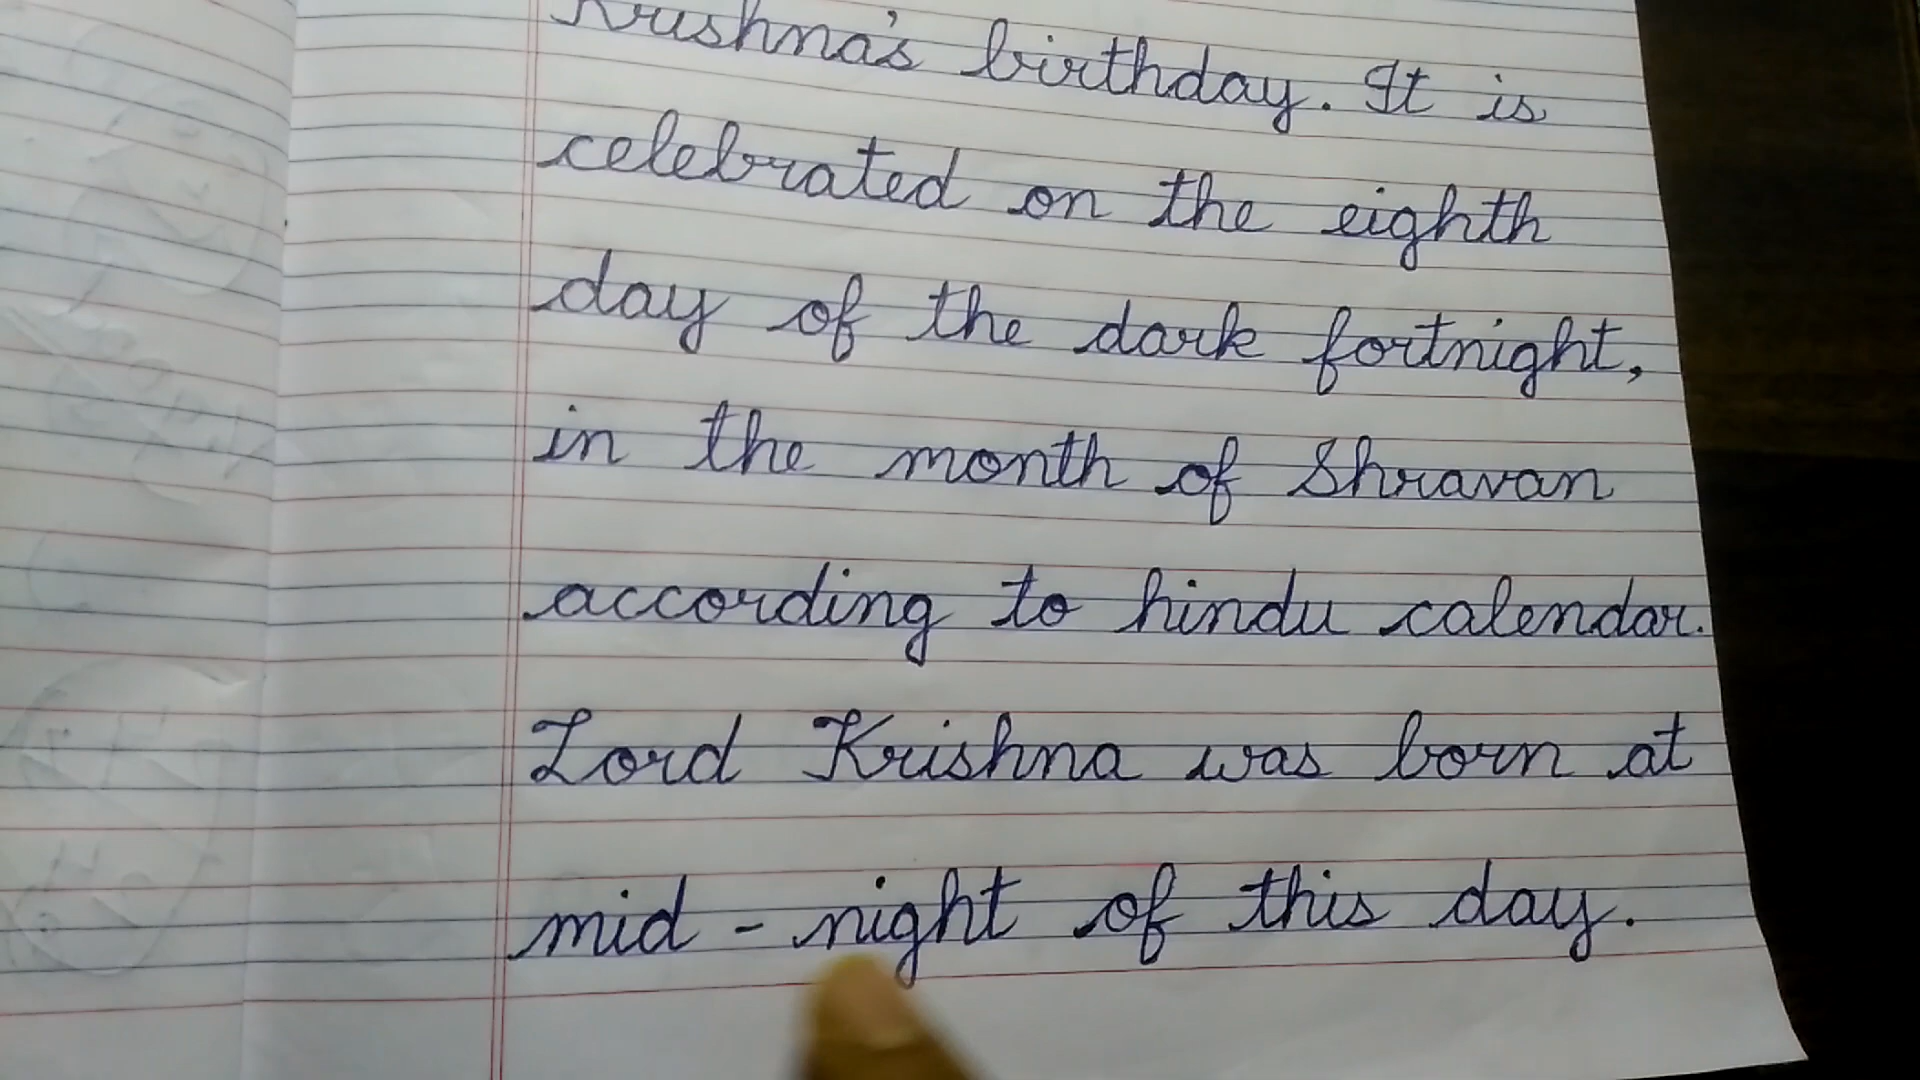 Krishna's birthday. It is
celebrated on the eighth
day of the dark fortnight,
in the month of Shravan
according to hindu calendar.
Lord Krishna was born at
mid - night of this day.